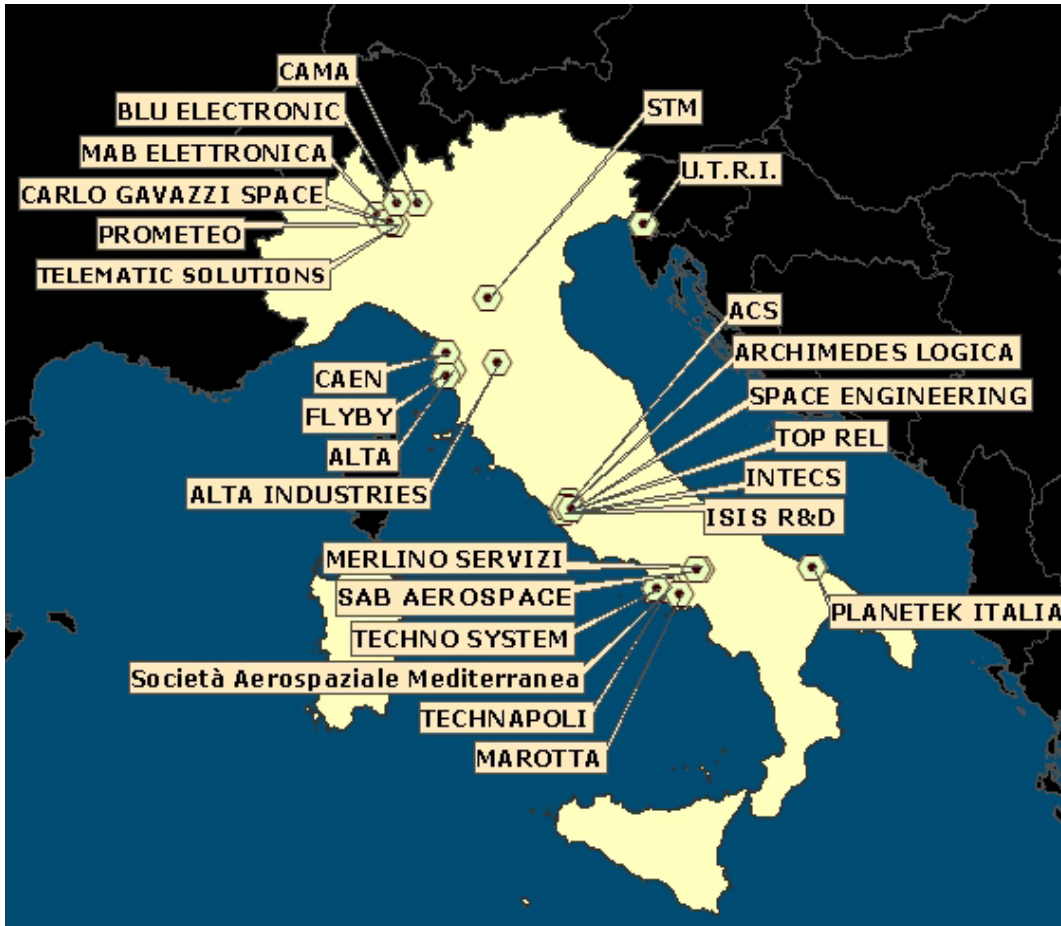 CAMA
STM
BLU ELECTRONIC
MAB ELETTRONICA
U.T.R.I.
CARLO GAVAZZI SPACE
PROMETEO
TELEMATIC SOLUTIONS
ACS
ARCHIMEDES LOGICA
CAEN
SPACE ENGINEERING
FLYBY
TOP REL
ALTA
INTECS
ALTA INDUSTRIES
ISIS R&D
MERLINO SERVIZI
SAB AEROSPACE
PLANETEK ITALIA
TECHNO SYSTEM
Società Aerospaziale Mediterranea
TECHNAPOLI
MAROTTA